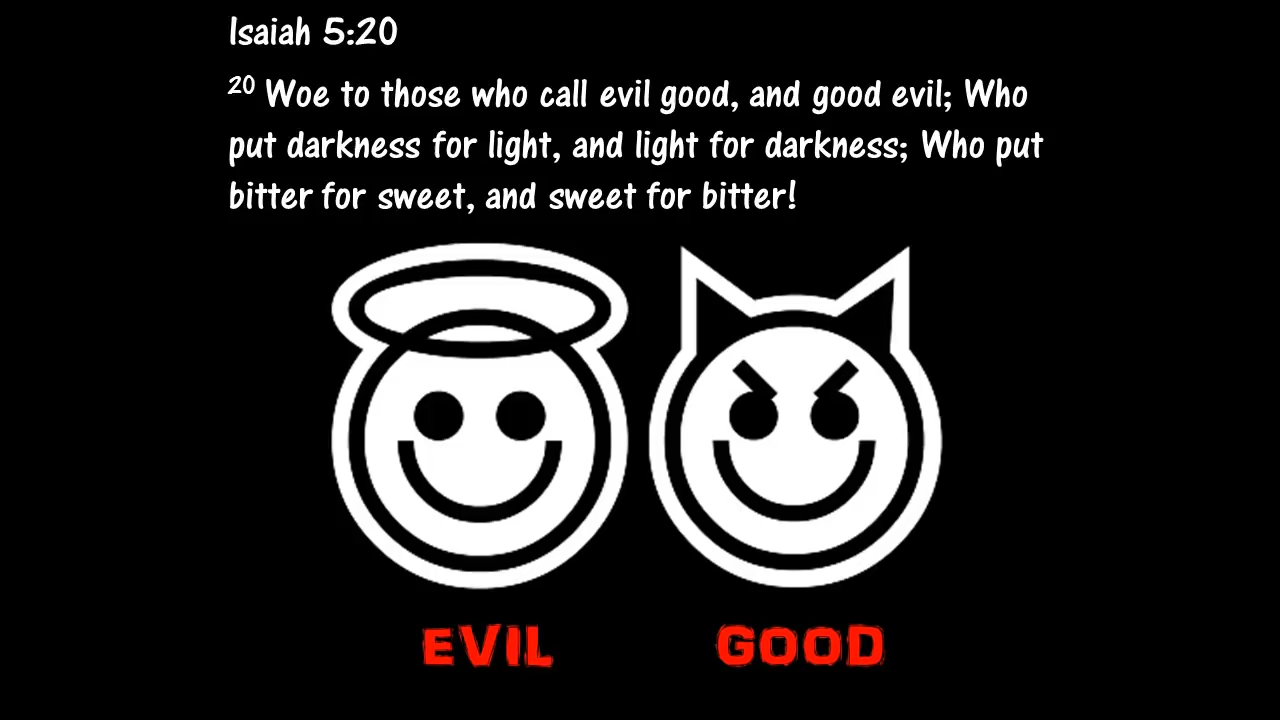 Isaiah 5:20
20 Woe to those who call evil good, and good evil; Who
put darkness for light, and light for darkness; Who put
bitter for sweet, and sweet for bitter!
EVIL GOOD